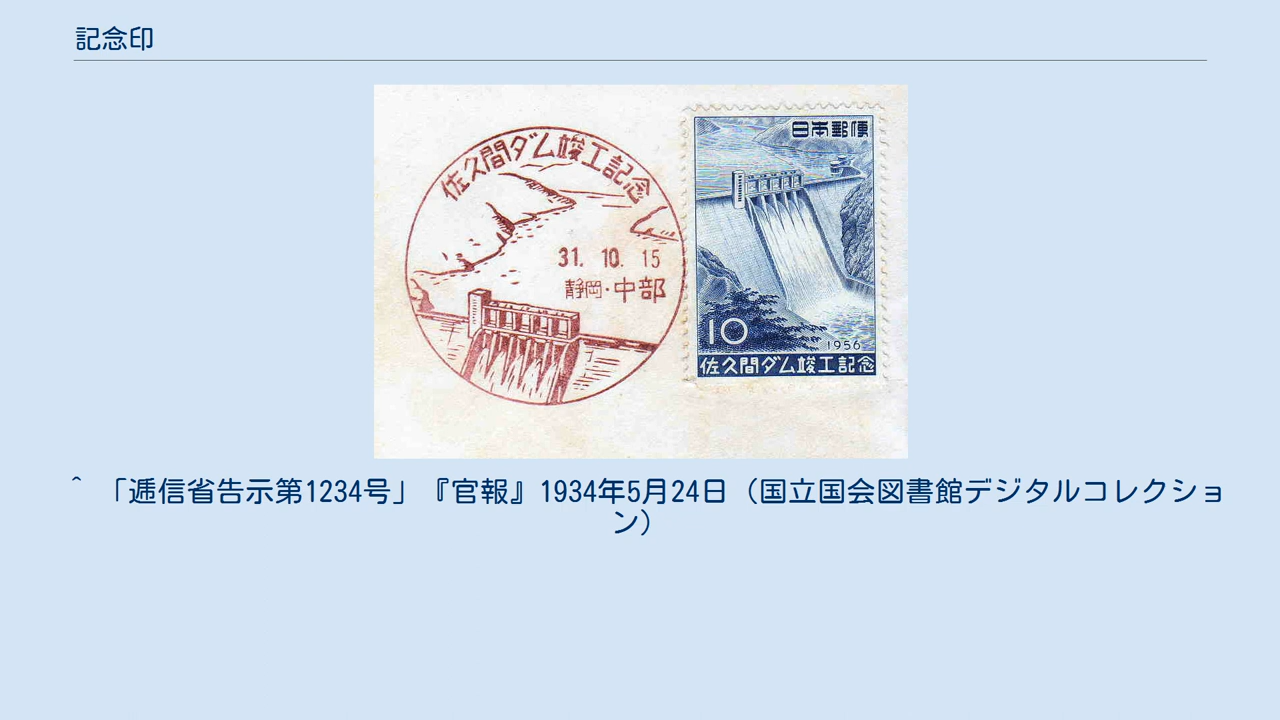 記念印
佐久間ダム竣工記念
31. 10. 15
静岡・中部
日本郵便
10
1956
佐久間ダム竣工記念
^ 「逓信省告示第1234号」『官報』1934年5月24日（国立国会図書館デジタルコレクショ
ン）